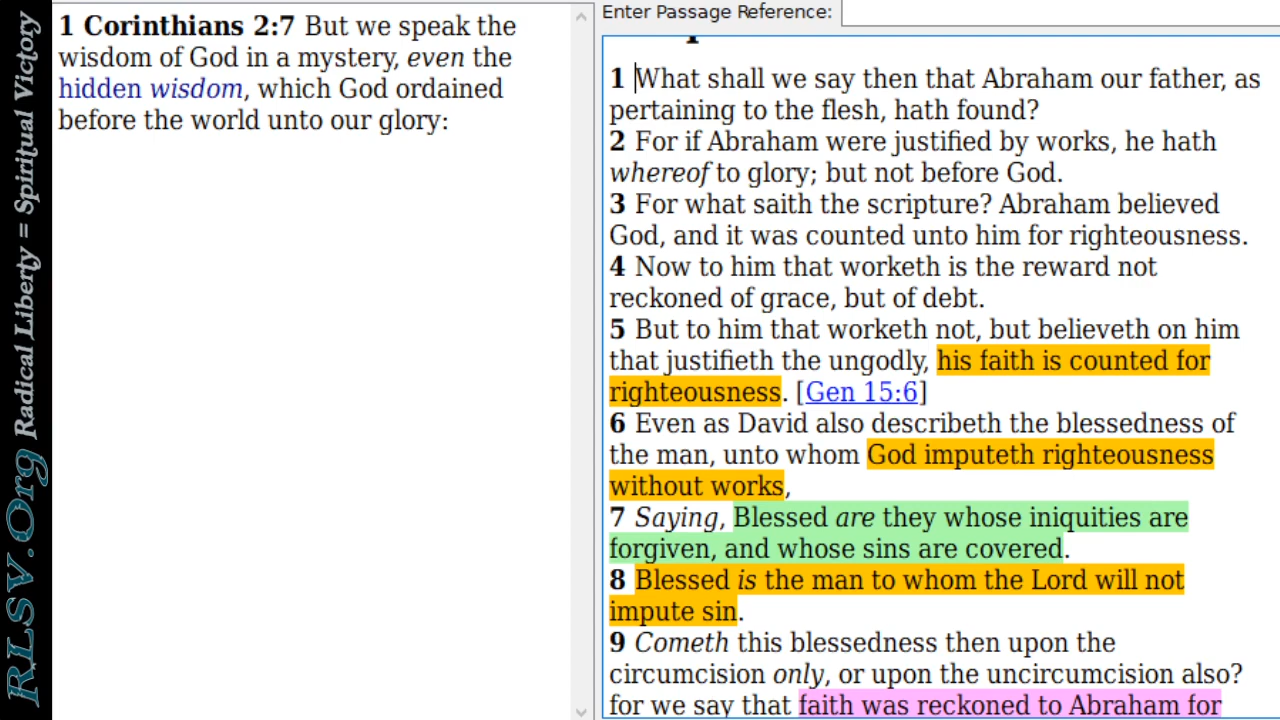 RLSV.Org Radical Liberty = Spiritual Victory
1 Corinthians 2:7 But we speak the
wisdom of God in a mystery, even the
hidden wisdom, which God ordained
before the world unto our glory:
Enter Passage Reference:
1 What shall we say then that Abraham our father, as
pertaining to the flesh, hath found?
2 For if Abraham were justified by works, he hath
whereof to glory; but not before God.
3 For what saith the scripture? Abraham believed
God, and it was counted unto him for righteousness.
4 Now to him that worketh is the reward not
reckoned of grace, but of debt.
5 But to him that worketh not, but believeth on him
that justifieth the ungodly, his faith is counted for
righteousness. [Gen 15:6]
6 Even as David also describeth the blessedness of
the man, unto whom God imputeth righteousness
without works,
7 Saying, Blessed are they whose iniquities are
forgiven, and whose sins are covered.
8 Blessed is the man to whom the Lord will not
impute sin.
9 Cometh this blessedness then upon the
circumcision only, or upon the uncircumcision also?
for we say that faith was reckoned to Abraham for